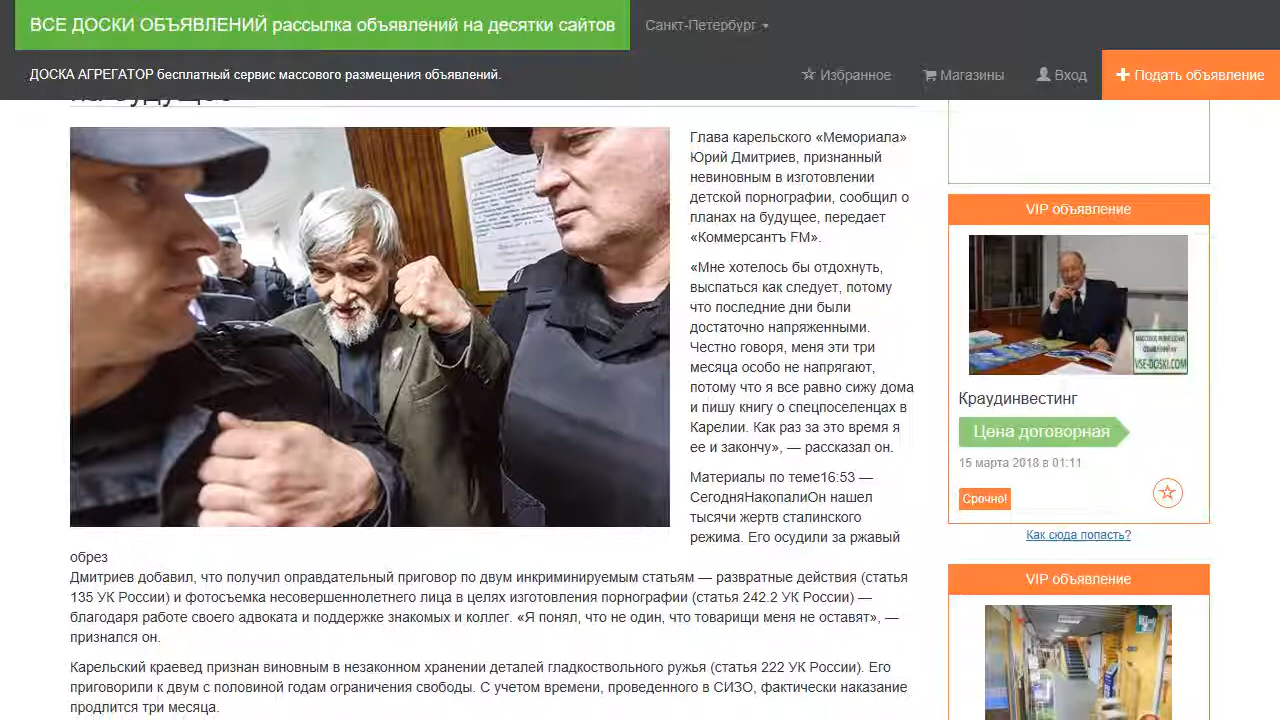 ВСЕ ДОСКИ ОБЪЯВЛЕНИЙ рассылка объявлений на десятки сайтов
Санкт-Петербург
ДОСКА АГРЕГАТОР бесплатный сервис массового размещения объявлений.
Избранное
Магазины
Вход
Подать объявление
на будущее
Глава карельского «Мемориала»
Юрий Дмитриев, признанный
невиновным в изготовлении
детской порнографии, сообщил о
планах на будущее, передает
«Коммерсантъ FM».
«Мне хотелось бы отдохнуть,
выспаться как следует, потому
что последние дни были
достаточно напряженными.
Честно говоря, меня эти три
месяца особо не напрягают,
потому что я все равно сижу дома
и пишу книгу о спецпоселенцах в
Карелии. Как раз за это время я
ее и закончу», — рассказал он.
Материалы по теме16:53 —
СегодняНакопалиОн нашел
тысячи жертв сталинского
режима. Его осудили за ржавый
обрез
Дмитриев добавил, что получил оправдательный приговор по двум инкриминируемым статьям — развратные действия (статья
135 УК России) и фотосъемка несовершеннолетнего лица в целях изготовления порнографии (статья 242.2 УК России) —
благодаря работе своего адвоката и поддержке знакомых и коллег. «Я понял, что не один, что товарищи меня не оставят», —
признался он.
Карельский краевед признан виновным в незаконном хранении деталей гладкоствольного ружья (статья 222 УК России). Его
приговорили к двум с половиной годам ограничения свободы. С учетом времени, проведенного в СИЗО, фактически наказание
продлится три месяца.
VIP объявление
МАССОВОЕ РАЗМЕЩЕНИЕ
ОБЪЯВЛЕНИЙ НА
VSE-DOSKI.COM
Краудинвестинг
Цена договорная
15 марта 2018 в 01:11
Срочно!
Как сюда попасть?
VIP объявление